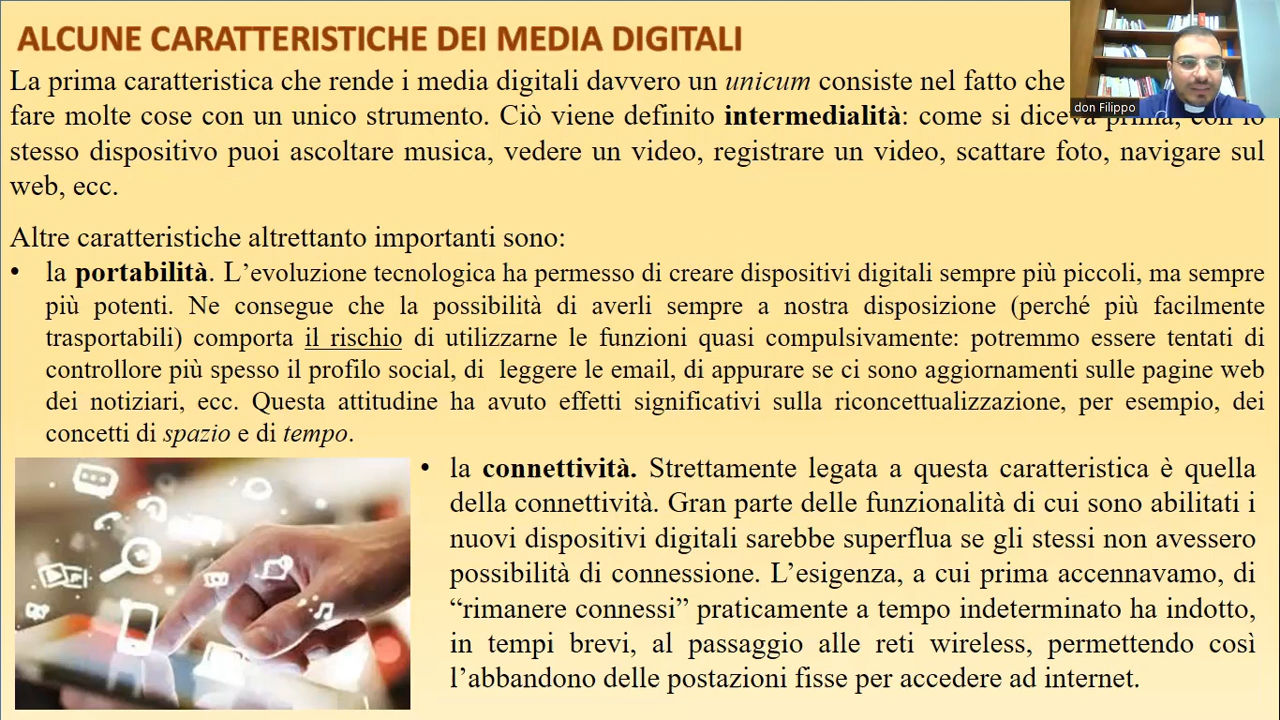 ALCUNE CARATTERISTICHE DEI MEDIA DIGITALI
La prima caratteristica che rende i media digitali davvero un unicum consiste nel fatto che
fare molte cose con un unico strumento. Ciò viene definito intermedialità: come si diceva prima, con lo
stesso dispositivo puoi ascoltare musica, vedere un video, registrare un video, scattare foto, navigare sul
web, ecc.
don Filippo
Altre caratteristiche altrettanto importanti sono:
• la portabilità. L’evoluzione tecnologica ha permesso di creare dispositivi digitali sempre più piccoli, ma sempre
più potenti. Ne consegue che la possibilità di averli sempre a nostra disposizione (perché più facilmente
trasportabili) comporta il rischio di utilizzarne le funzioni quasi compulsivamente: potremmo essere tentati di
controllore più spesso il profilo social, di leggere le email, di appurare se ci sono aggiornamenti sulle pagine web
dei notiziari, ecc. Questa attitudine ha avuto effetti significativi sulla riconcettualizzazione, per esempio, dei
concetti di spazio e di tempo.
• la connettività. Strettamente legata a questa caratteristica è quella
della connettività. Gran parte delle funzionalità di cui sono abilitati i
nuovi dispositivi digitali sarebbe superflua se gli stessi non avessero
possibilità di connessione. L’esigenza, a cui prima accennavamo, di
“rimanere connessi” praticamente a tempo indeterminato ha indotto,
in tempi brevi, al passaggio alle reti wireless, permettendo così
l’abbandono delle postazioni fisse per accedere ad internet.